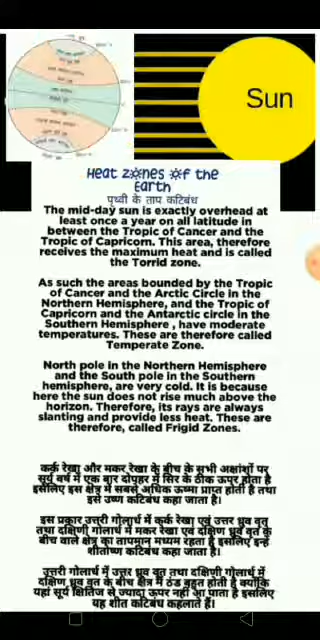 Sun
Heat zones of the
Earth
पृथ्वी के ताप कटिबंध
The mid-day sun is exactly overhead at
least once a year on all latitude in
between the Tropic of Cancer and the
Tropic of Capricorn. This area, therefore
receives the maximum heat and is called
the Torrid zone.
As such the areas bounded by the Tropic
of Cancer and the Arctic Circle in the
Northern Hemisphere, and the Tropic of
Capricorn and the Antarctic circle in the
Southern Hemisphere , have moderate
temperatures. These are therefore called
Temperate Zone.
North pole in the Northern Hemisphere
and the South pole in the Southern
hemisphere, are very cold. It is because
here the sun does not rise much above the
horizon. Therefore, its rays are always
slanting and provide less heat. These are
therefore, called Frigid Zones.
कर्क रेखा और मकर रेखा के बीच के सभी अक्षांशों पर
सूर्य वर्ष में एक बार दोपहर में सिर के ठीक ऊपर होता है
इसलिए इस क्षेत्र में सबसे अधिक ऊष्मा प्राप्त होती है तथा
इसे उष्ण कटिबंध कहा जाता है।
इस प्रकार उत्तरी गोलार्ध में कर्क रेखा एवं उत्तर ध्रुव वृत
तथा दक्षिणी गोलार्ध में मकर रेखा एवं दक्षिण ध्रुव वृत के
बीच वाले क्षेत्र का तापमान मध्यम रहता है इसलिए इन्हें
शीतोष्ण कटिबंध कहा जाता है।
उत्तरी गोलार्ध में उत्तर ध्रुव वृत तथा दक्षिणी गोलार्ध में
दक्षिण ध्रुव वृत के बीच क्षेत्र में ठंड बहुत होती है क्योंकि
यहां सूर्य क्षितिज से ज्यादा ऊपर नहीं आ पाता है इसलिए
यह शीत कटिबंध कहलाते हैं।